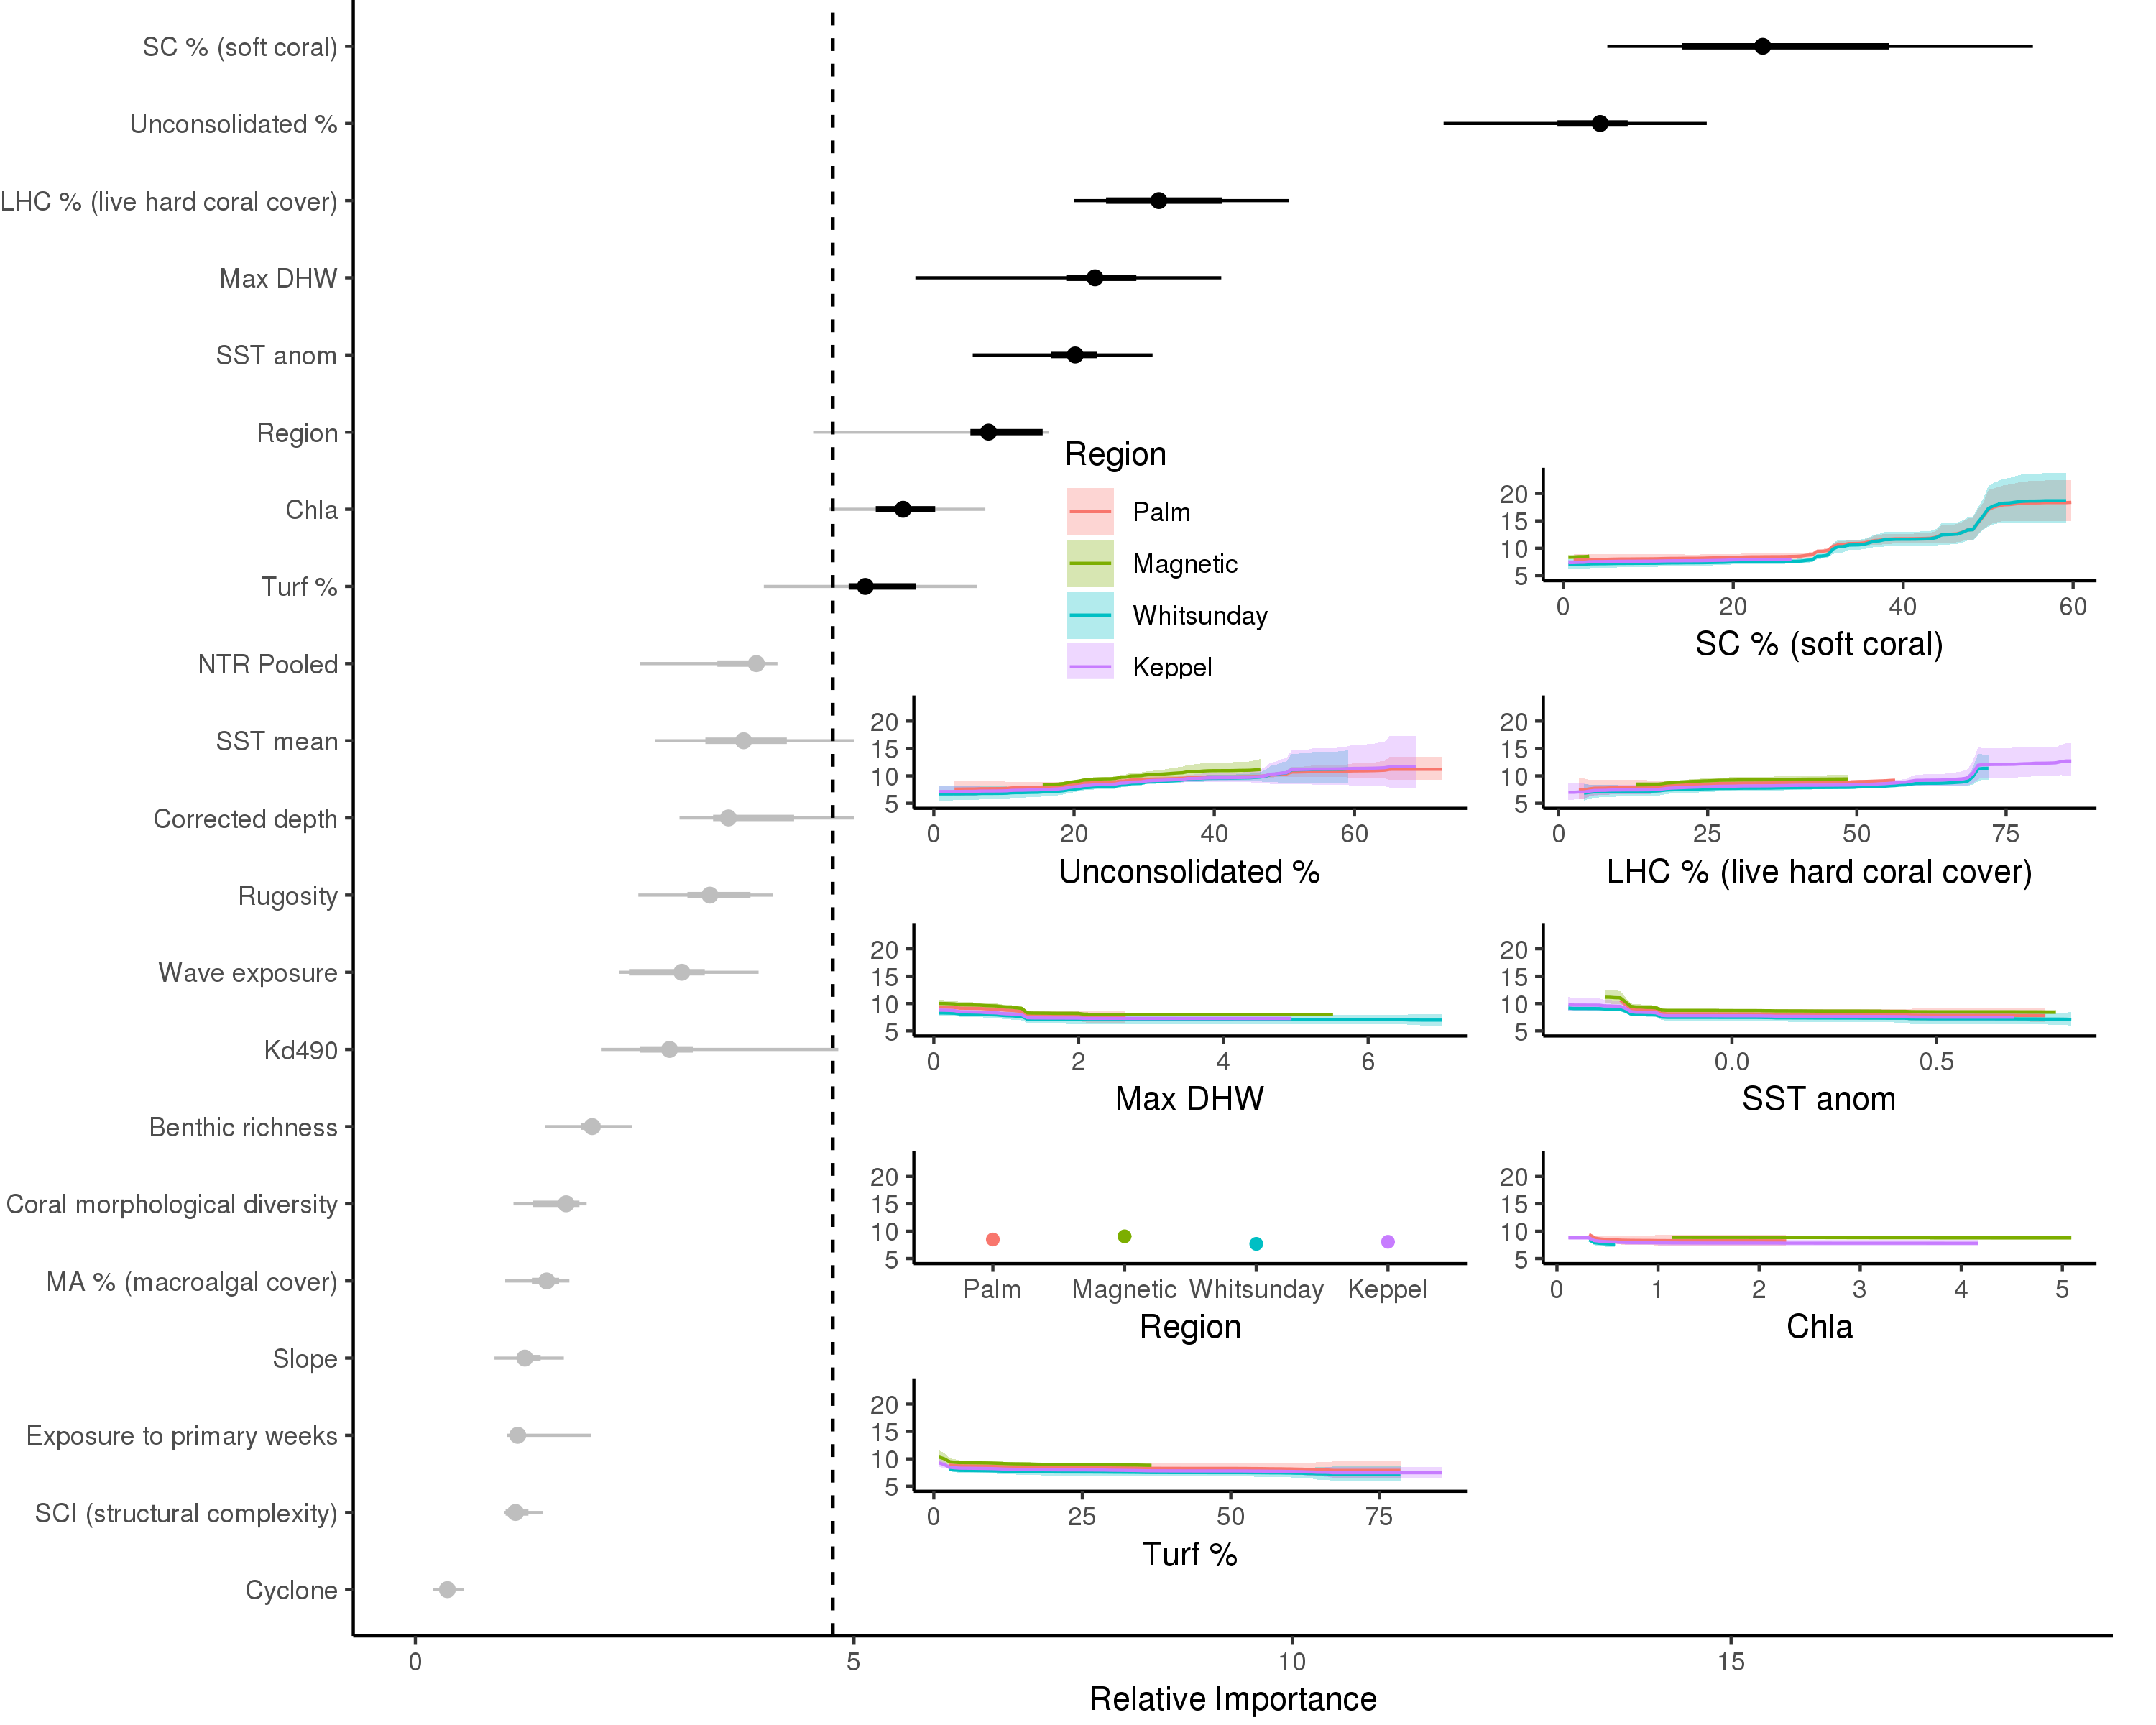 SC % (soft coral)
Unconsolidated %
LHC % (live hard coral cover)
Max DHW
SST anom
Region
Chla
Turf %
NTR Pooled
SST mean
Corrected depth
Rugosity
Wave exposure
Kd490
Benthic richness
Coral morphological diversity
MA % (macroalgal cover)
Slope
Exposure to primary weeks
SCI (structural complexity)
Cyclone
0 5 10 15
Relative Importance
Region
Palm
Magnetic
Whitsunday
Keppel
20
15
10
5
0 20 40 60
SC % (soft coral)
20
15
10
5
0 20 40 60
Unconsolidated %
20
15
10
5
0 25 50 75
LHC % (live hard coral cover)
20
15
10
5
0 2 4 6
Max DHW
20
15
10
5
0.0 0.5
SST anom
20
15
10
5
Palm Magnetic Whitsunday Keppel
Region
20
15
10
5
0 1 2 3 4 5
Chla
20
15
10
5
0 25 50 75
Turf %